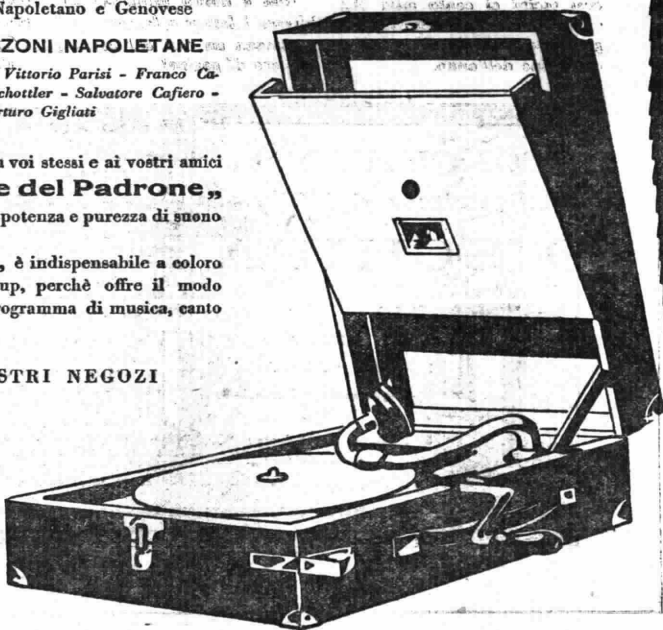 Napoletano e Genovese
ZONI NAPOLETANE
Vittorio Parisi - Franco Ca-
chottler - Salvatore Cafiero -
rturo Gigliati
a voi stessi e ai vostri amici
e del Padrone„
potenza e purezza di suono
, è indispensabile a coloro
up, perchè offre il modo
rogramma di musica, canto
STRI NEGOZI